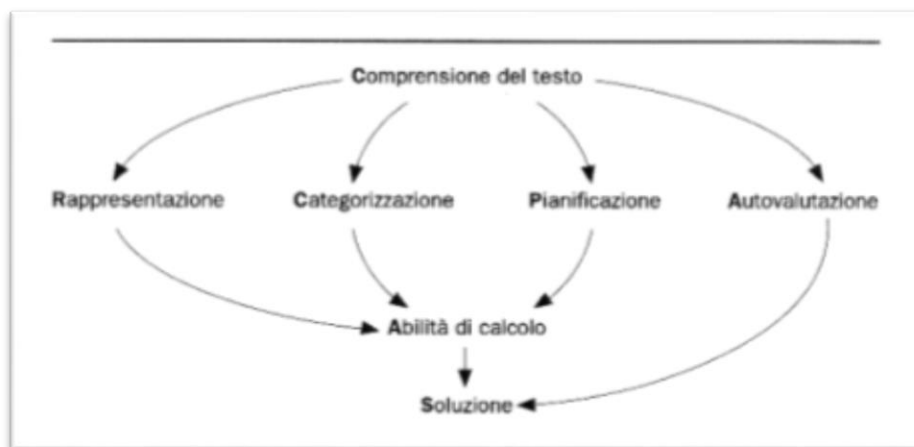 Comprensione del testo
Rappresentazione Categorizzazione Pianificazione Autovalutazione
Abilità di calcolo
Soluzione